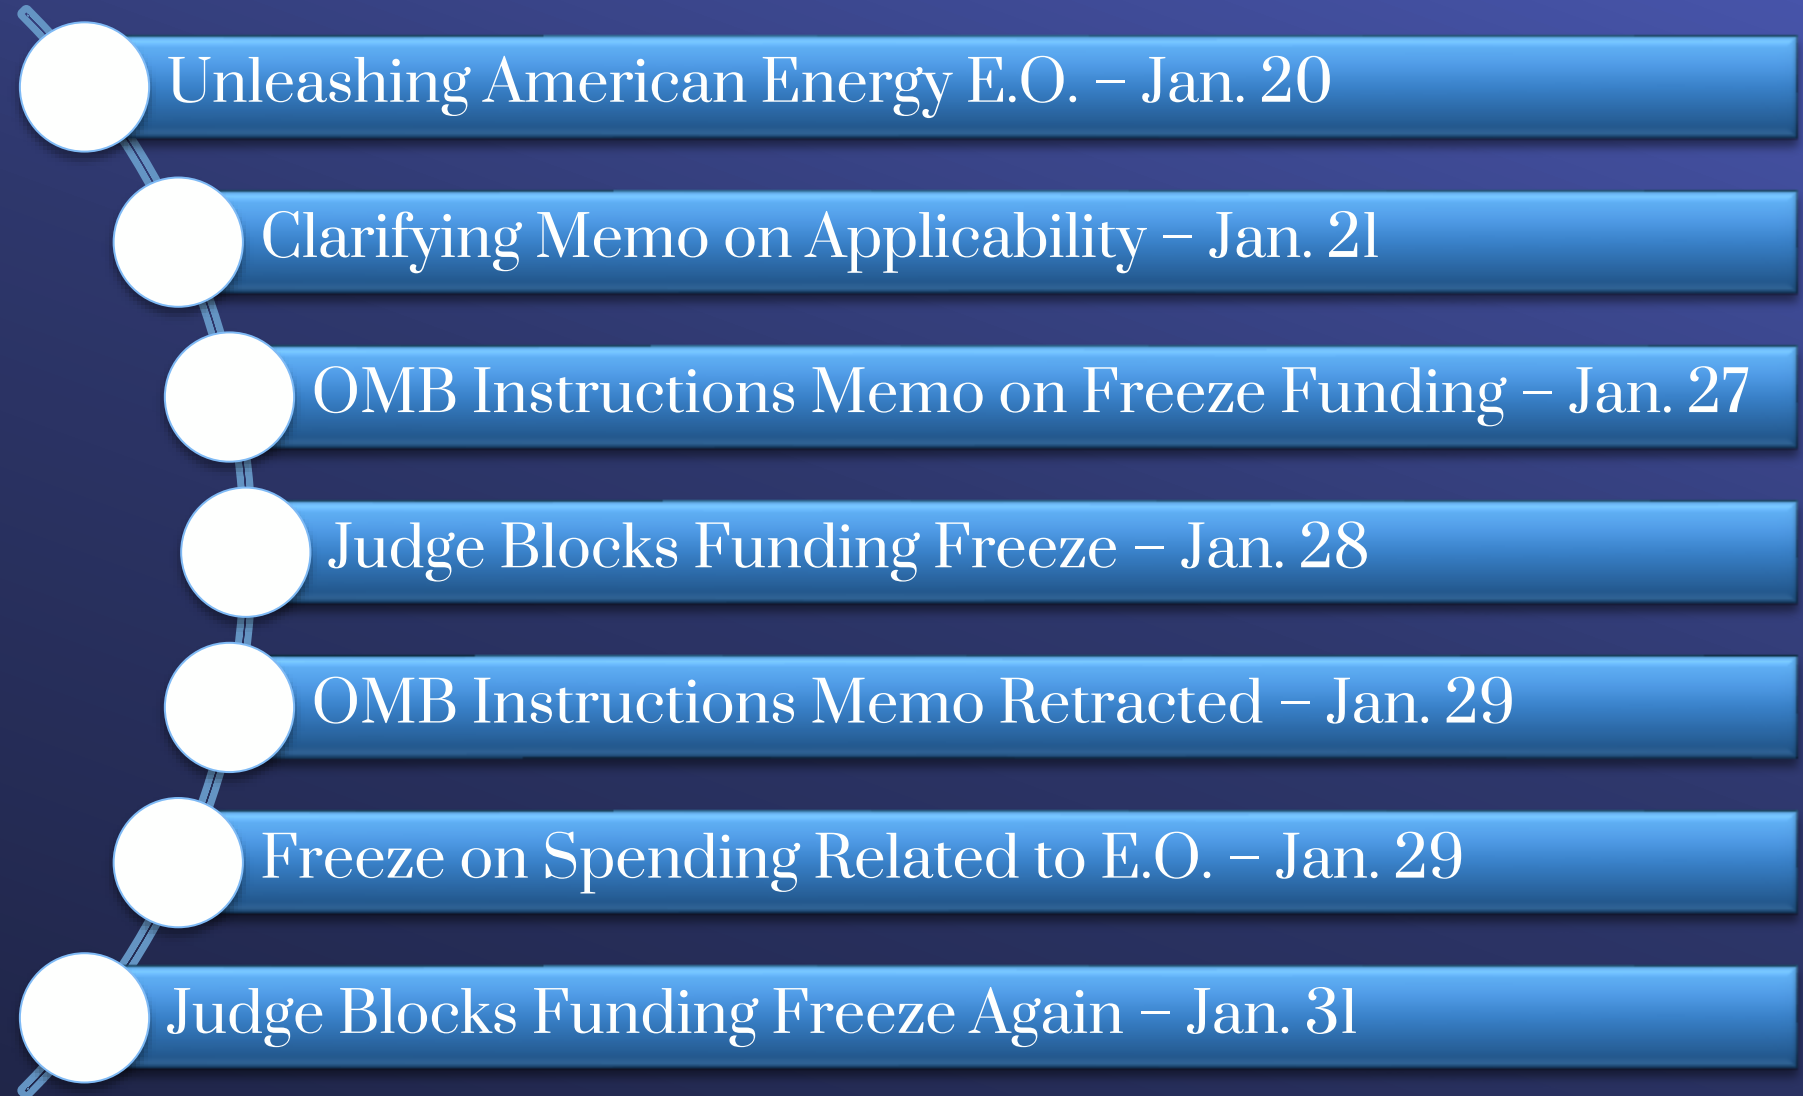 Unleashing American Energy E.O. – Jan. 20
Clarifying Memo on Applicability – Jan. 21
OMB Instructions Memo on Freeze Funding – Jan. 27
Judge Blocks Funding Freeze – Jan. 28
OMB Instructions Memo Retracted – Jan. 29
Freeze on Spending Related to E.O. – Jan. 29
Judge Blocks Funding Freeze Again – Jan. 31